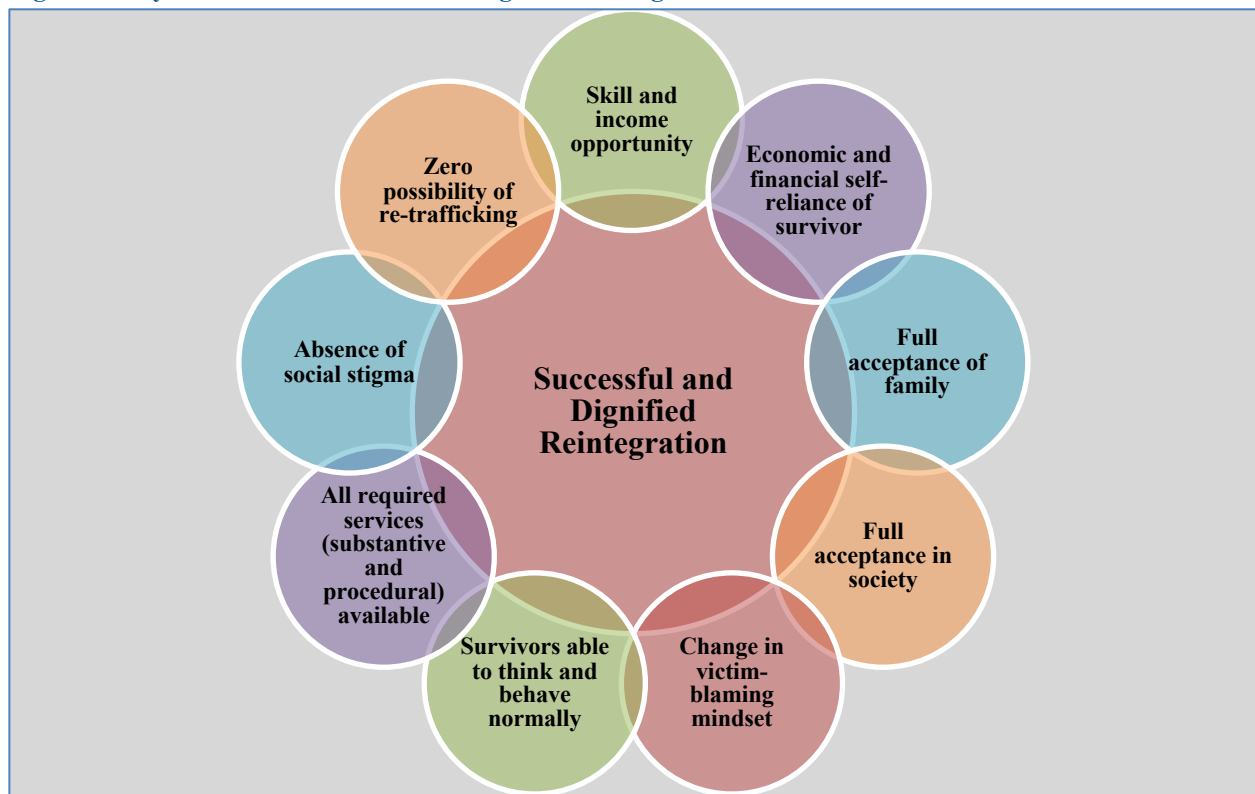 Skill and
income
opportunity
Economic and
financial self-
reliance of
survivor
Full
acceptance of
family
Full
acceptance in
society
Change in
victim-
blaming
mindset
Survivors able
to think and
behave
normally
All required
services
(substantive
and
procedural)
available
Absence of
social stigma
Zero
possibility of
re-trafficking
Successful and
Dignified
Reintegration